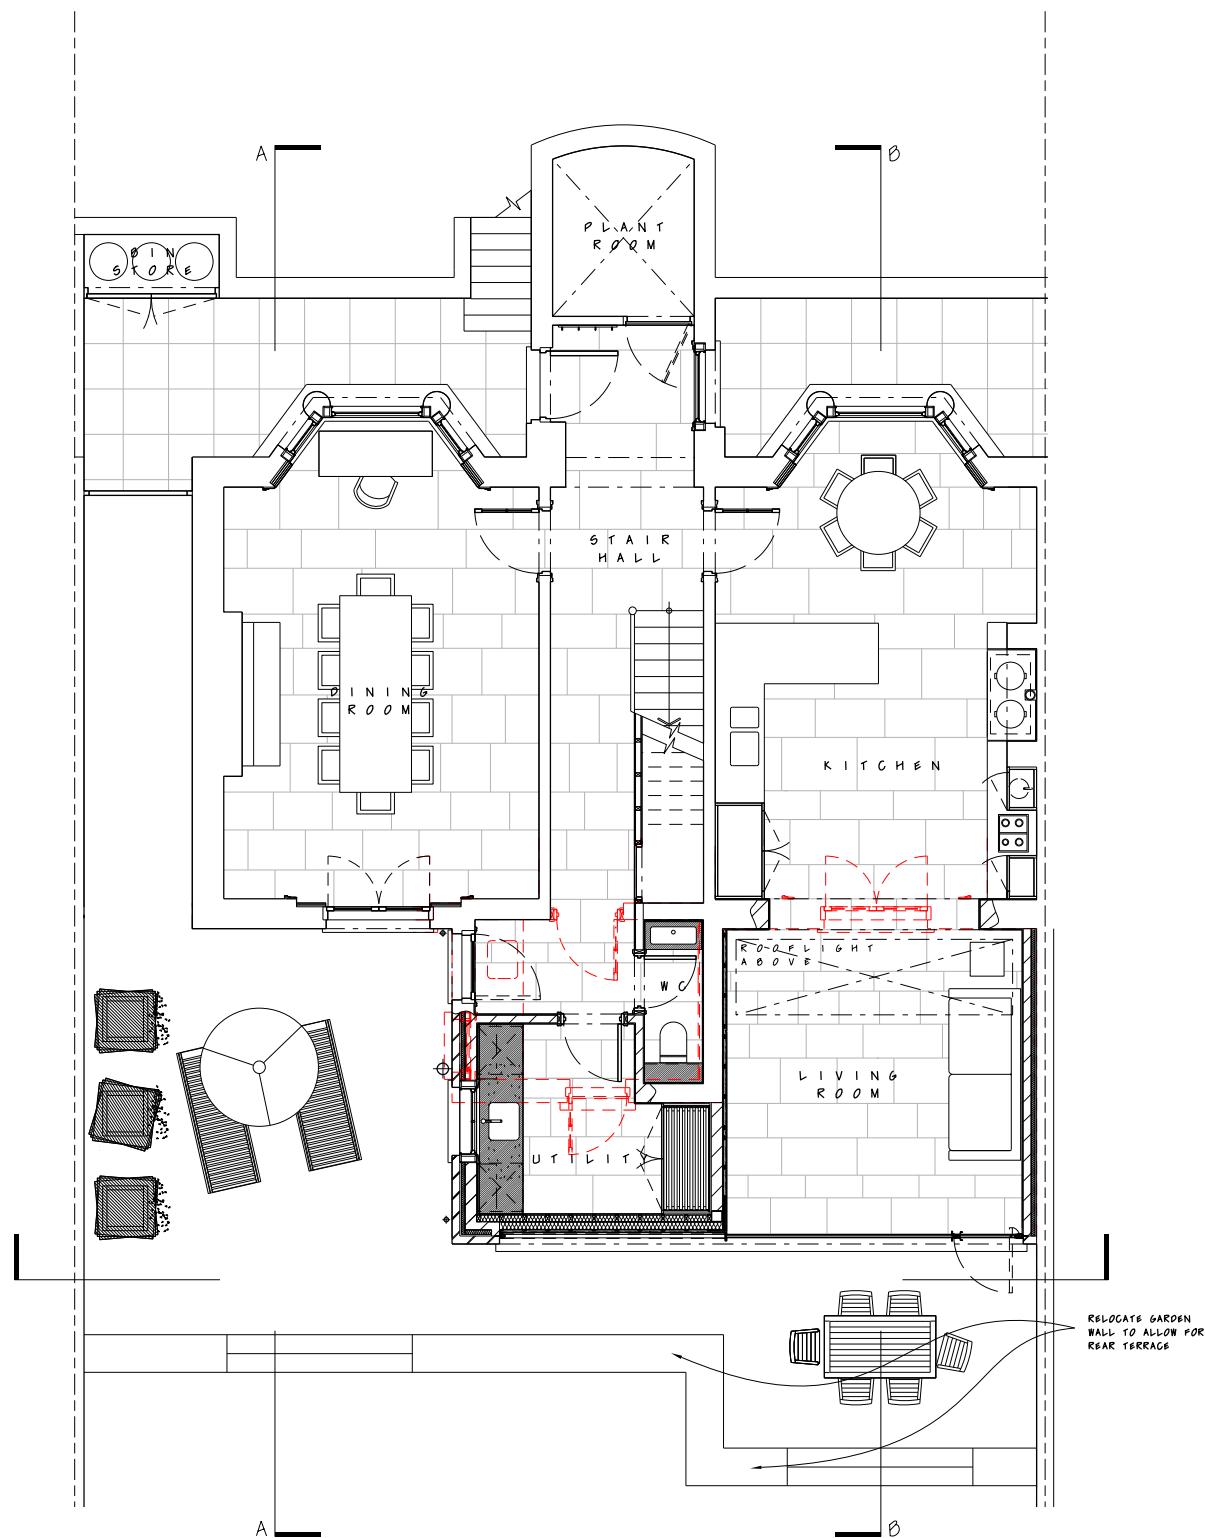 A
B
PLANT
ROOM
BIN
STORE
STAIR
HALL
DINING
ROOM
KITCHEN
ROOFLIGHT
ABOVE
WC
LIVING
ROOM
UTILITY
RELOCATE GARDEN
WALL TO ALLOW FOR
REAR TERRACE
A
B